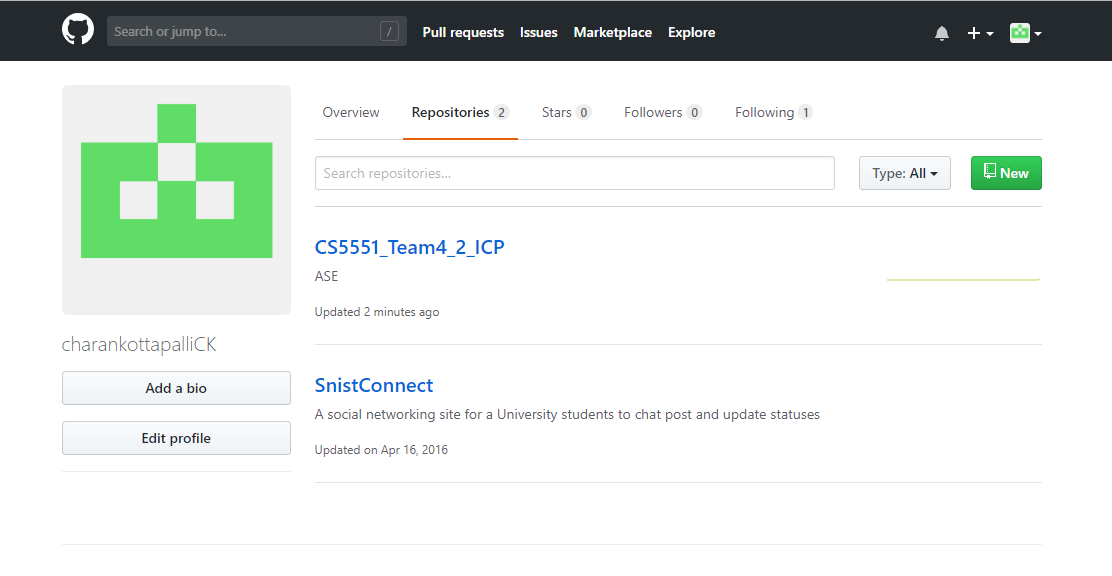 Search or jump to... / Pull requests Issues Marketplace Explore
Overview Repositories 2 Stars 0 Followers 0 Following 1
Search repositories... Type: All New
CS5551_Team4_2_ICP
ASE
Updated 2 minutes ago
charankottapalliCK
Add a bio
Edit profile
SnistConnect
A social networking site for a University students to chat post and update statuses
Updated on Apr 16, 2016